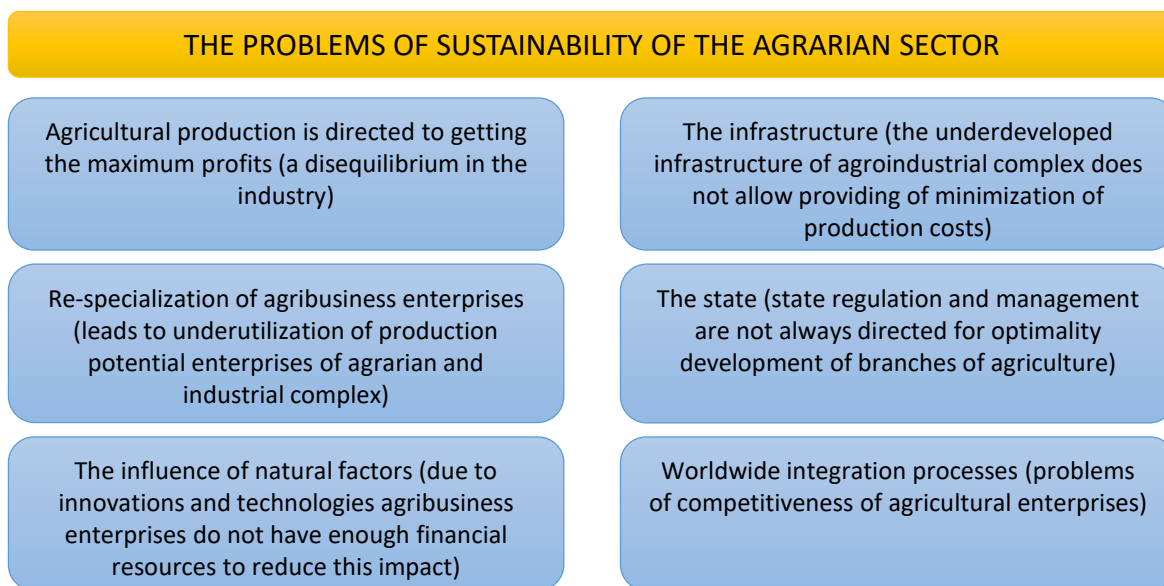 THE PROBLEMS OF SUSTAINABILITY OF THE AGRARIAN SECTOR
Agricultural production is directed to getting
the maximum profits (a disequilibrium in the
industry)
The infrastructure (the underdeveloped
infrastructure of agroindustrial complex does
not allow providing of minimization of
production costs)
Re-specialization of agribusiness enterprises
(leads to underutilization of production
potential enterprises of agrarian and
industrial complex)
The state (state regulation and management
are not always directed for optimality
development of branches of agriculture)
The influence of natural factors (due to
innovations and technologies agribusiness
enterprises do not have enough financial
resources to reduce this impact)
Worldwide integration processes (problems
of competitiveness of agricultural enterprises)